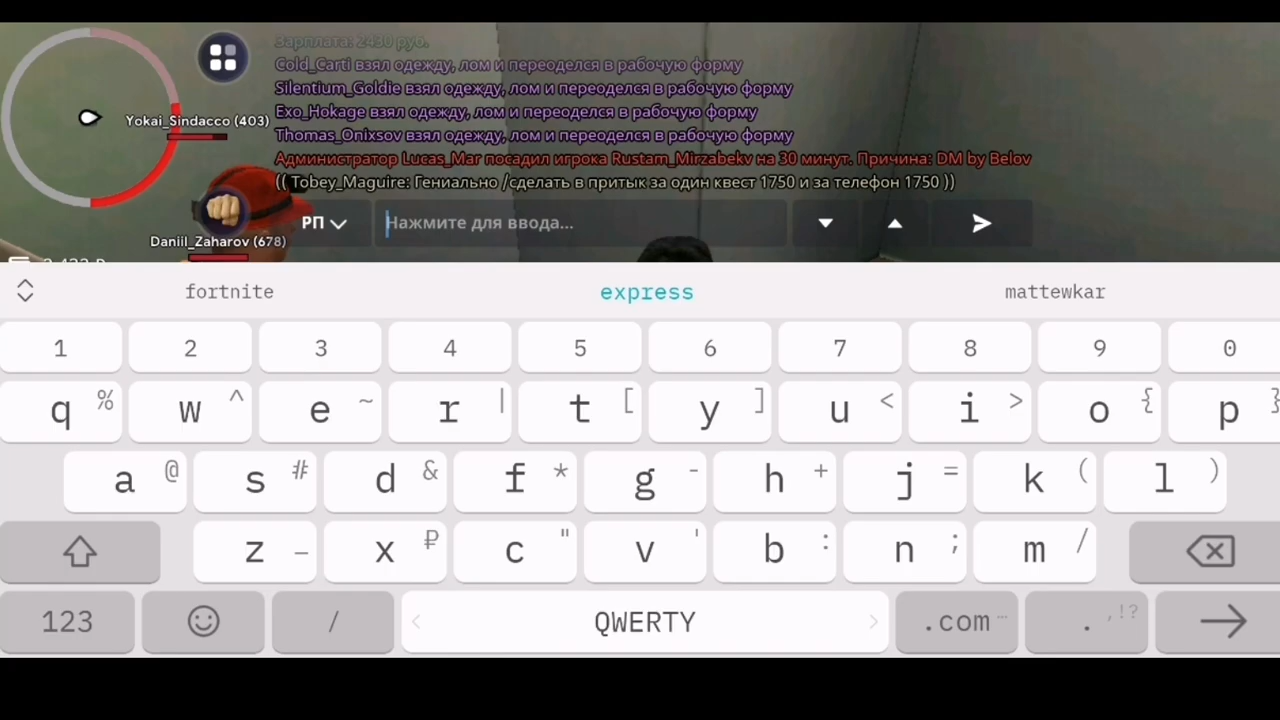 Зарплата: 2430 руб.
Cold_Carti взял одежду, лом и переоделся в рабочую форму
Silentium_Goldie взял одежду, лом и переоделся в рабочую форму
Exo_Hokage взял одежду, лом и переоделся в рабочую форму
Thomas_Onixsov взял одежду, лом и переоделся в рабочую форму
Администратор Lucas_Mar посадил игрока Rustam_Mirzabekv на 30 минут. Причина: DM by Belov
(( Tobey_Maguire: Гениально /сделать в притык за один квест 1750 и за телефон 1750 ))
Yokai_Sindacco (403)
РП
Нажмите для ввода...
Daniil_Zaharov (678)
fortnite express mattewkar
1 2 3 4 5 6 7 8 9 0
q % w ^ e ~ r | t [ y ] u < i > o { p }
a @ s # d & f * g - h + j = k ( l )
z _ x ₽ c " v ' b : n ; m /
123 / < QWERTY > .com ... . ,!?